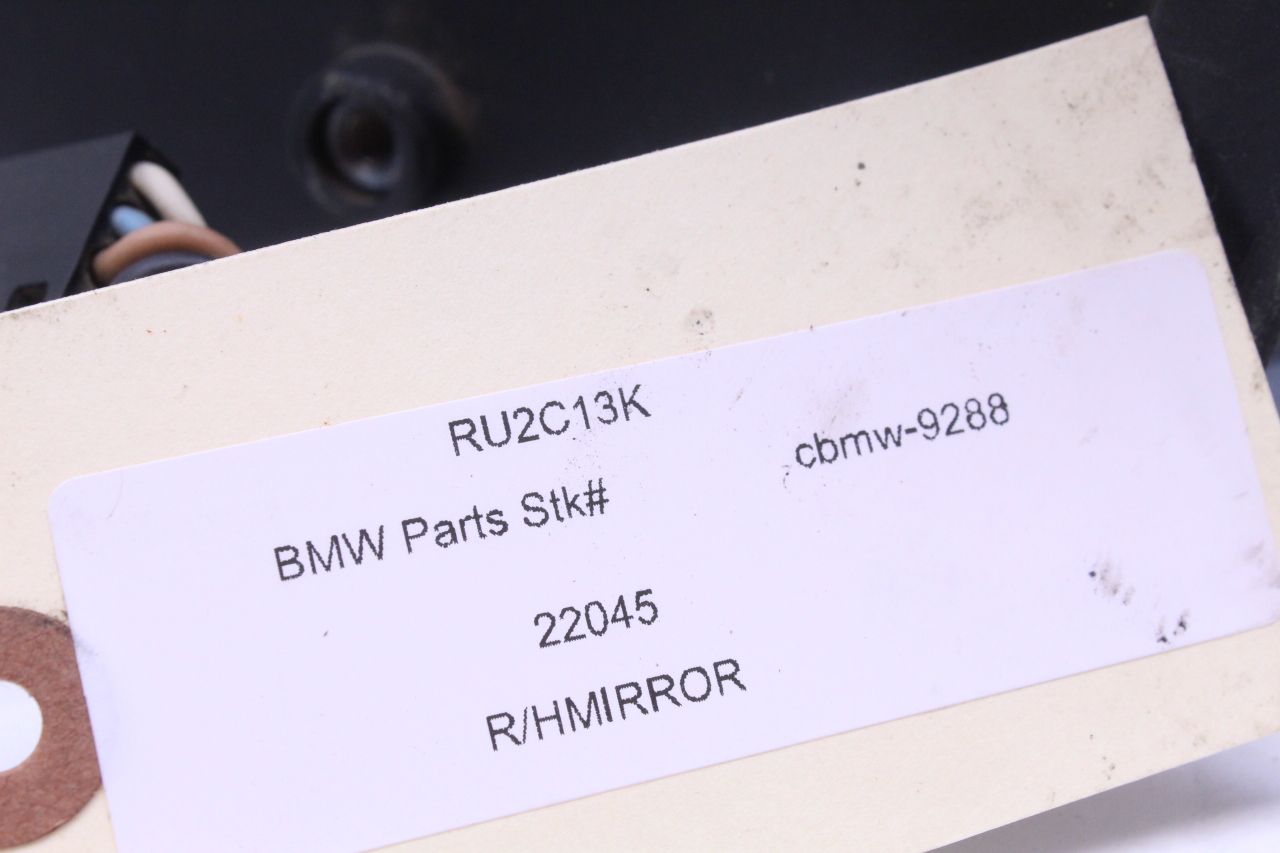 RU2C13K
cbmw-9288
BMW Parts Stk#
22045
R/HMIRROR